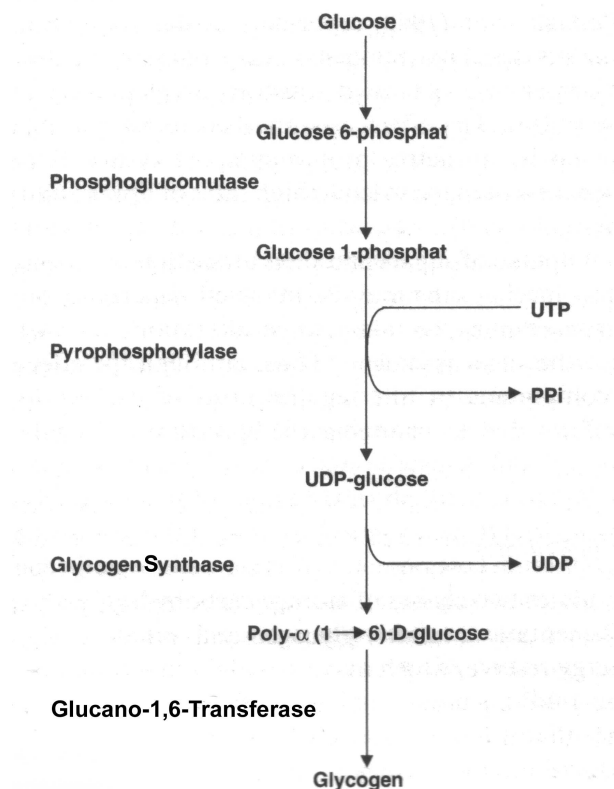 Glucose
Glucose 6-phosphat
Phosphoglucomutase
Glucose 1-phosphat
UTP
Pyrophosphorylase
PPi
UDP-glucose
Glycogen Synthase
UDP
Poly-α (1→6)-D-glucose
Glucano-1,6-Transferase
Glycogen